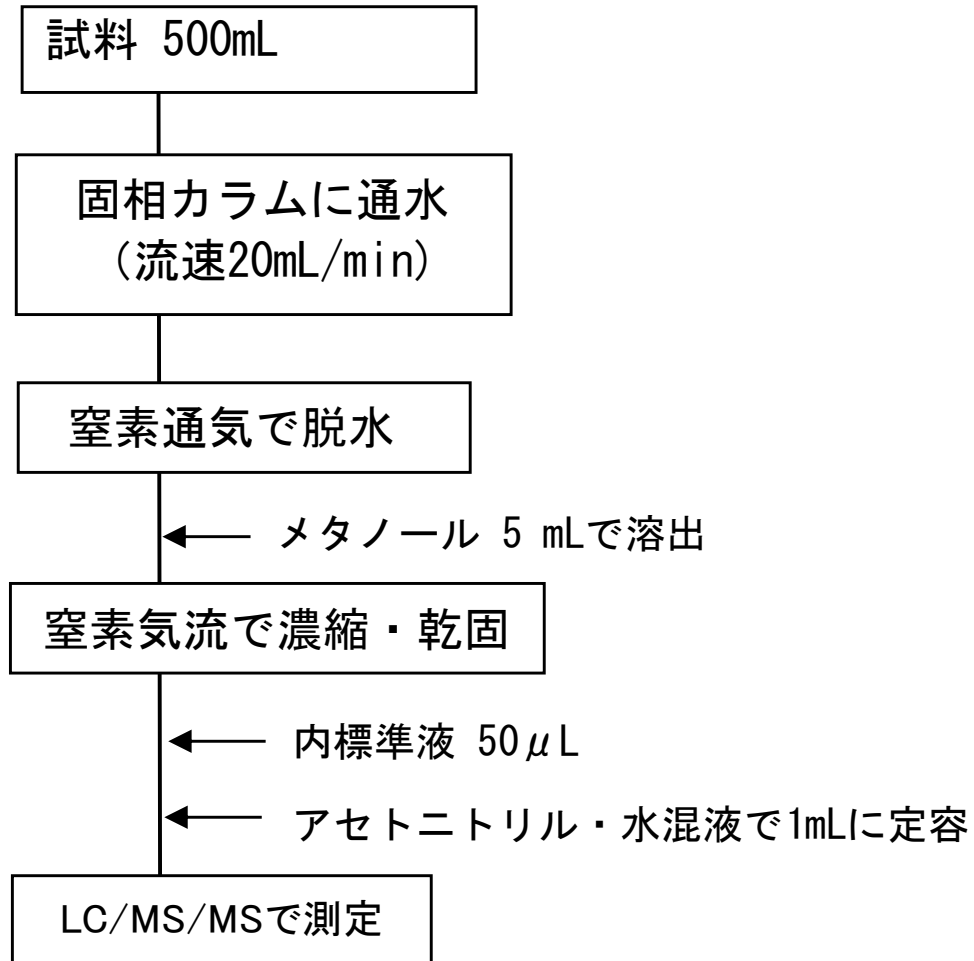 試料 500mL
固相カラムに通水
(流速20mL/min)
窒素通気で脱水
メタノール 5 mLで溶出
窒素気流で濃縮・乾固
内標準液 50μL
アセトニトリル・水混液で1mLに定容
LC/MS/MSで測定